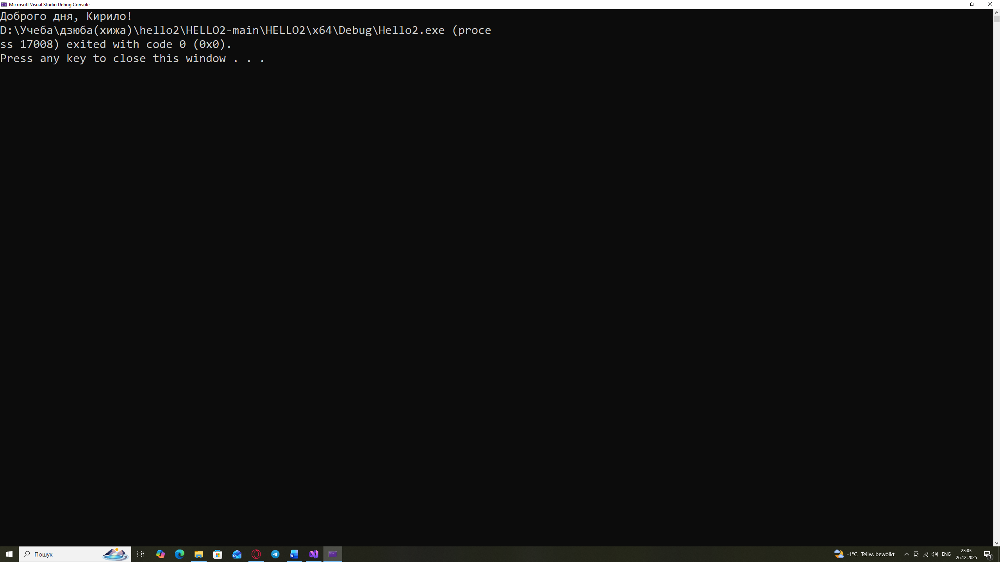 Microsoft Visual Studio Debug Console
Доброго дня, Кирило!
D:\Учеба\дзюба(хижа)\hello2\HELLO2-main\HELLO2\x64\Debug\Hello2.exe (proce
ss 17008) exited with code 0 (0x0).
Press any key to close this window . . .
Пошук
-1°C Teilw. bewölkt
ENG
23:03
26.12.2025
1